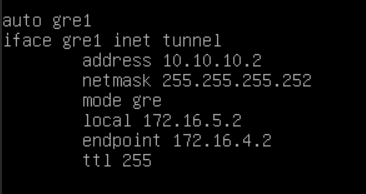 auto gre1
iface gre1 inet tunnel
address 10.10.10.2
netmask 255.255.255.252
mode gre
local 172.16.5.2
endpoint 172.16.4.2
ttl 255